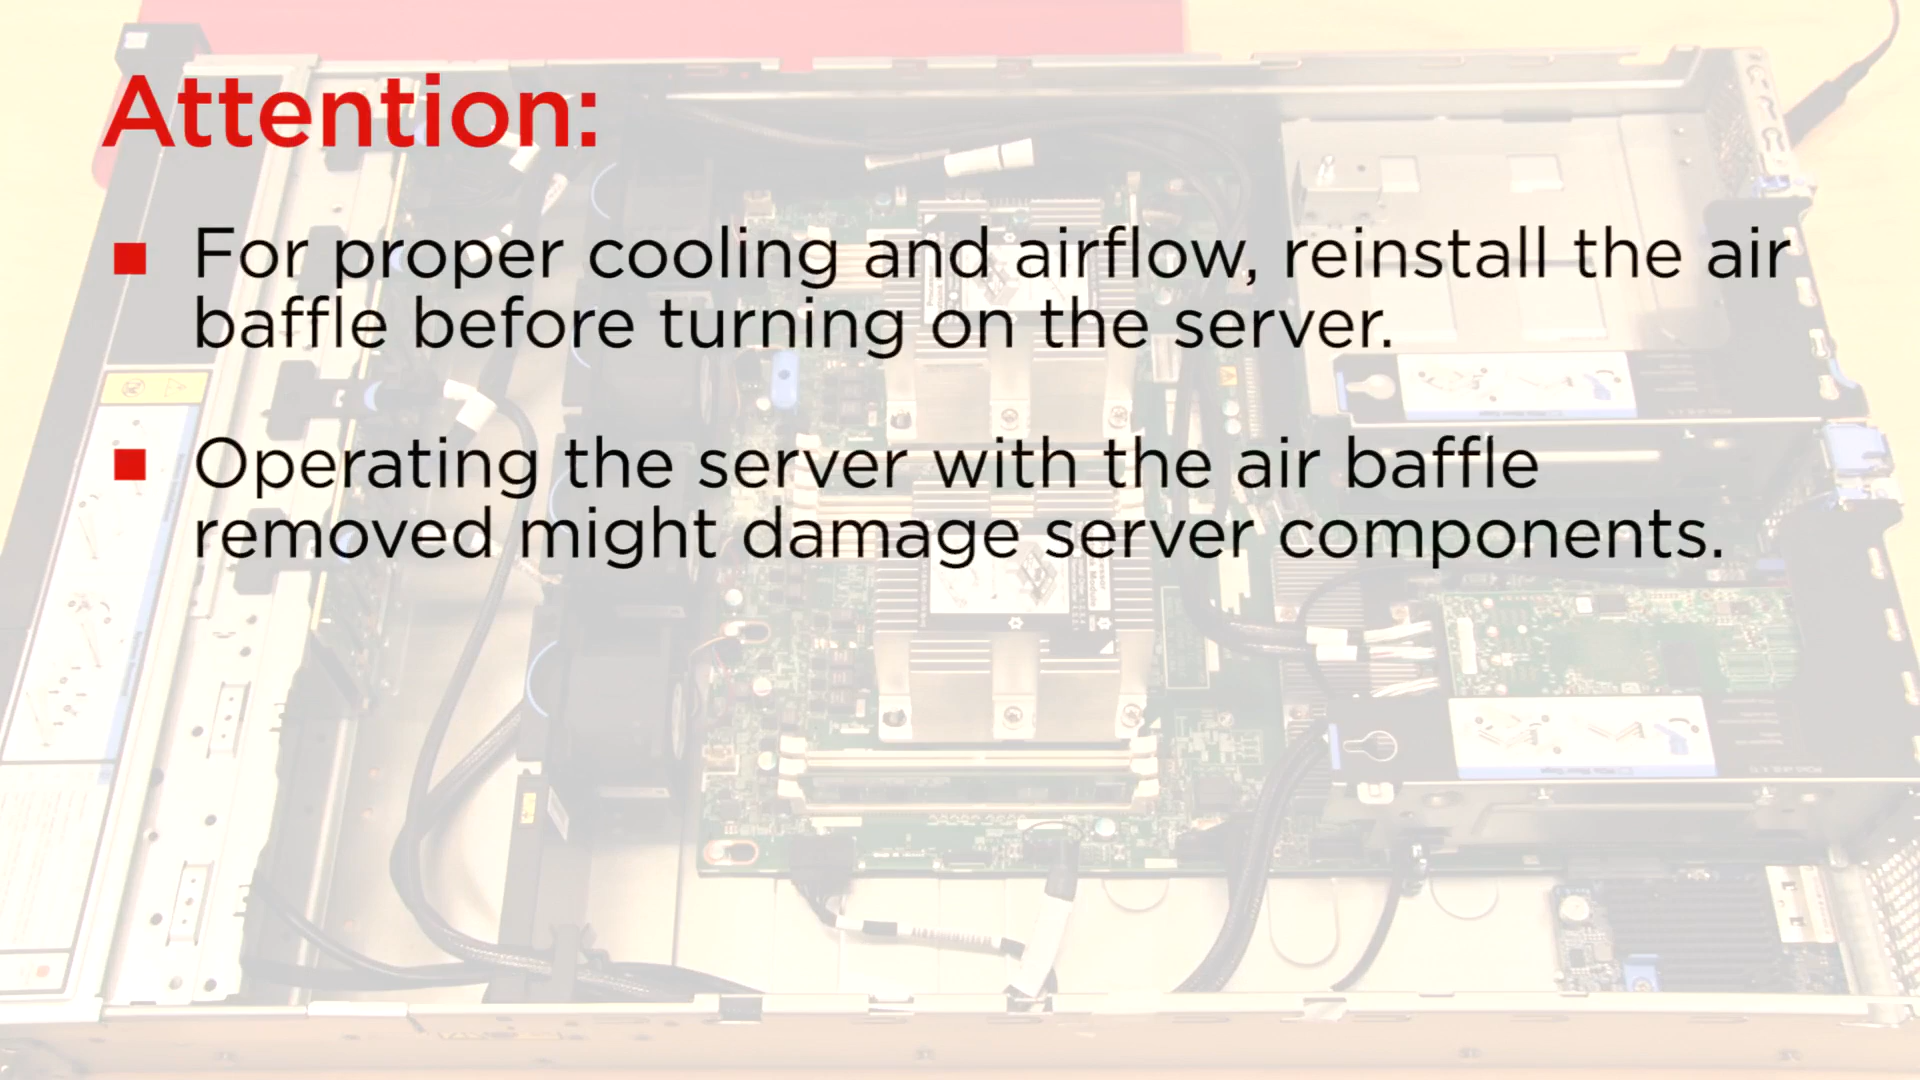 Attention:
For proper cooling and airflow, reinstall the air
baffle before turning on the server.
Operating the server with the air baffle
removed might damage server components.